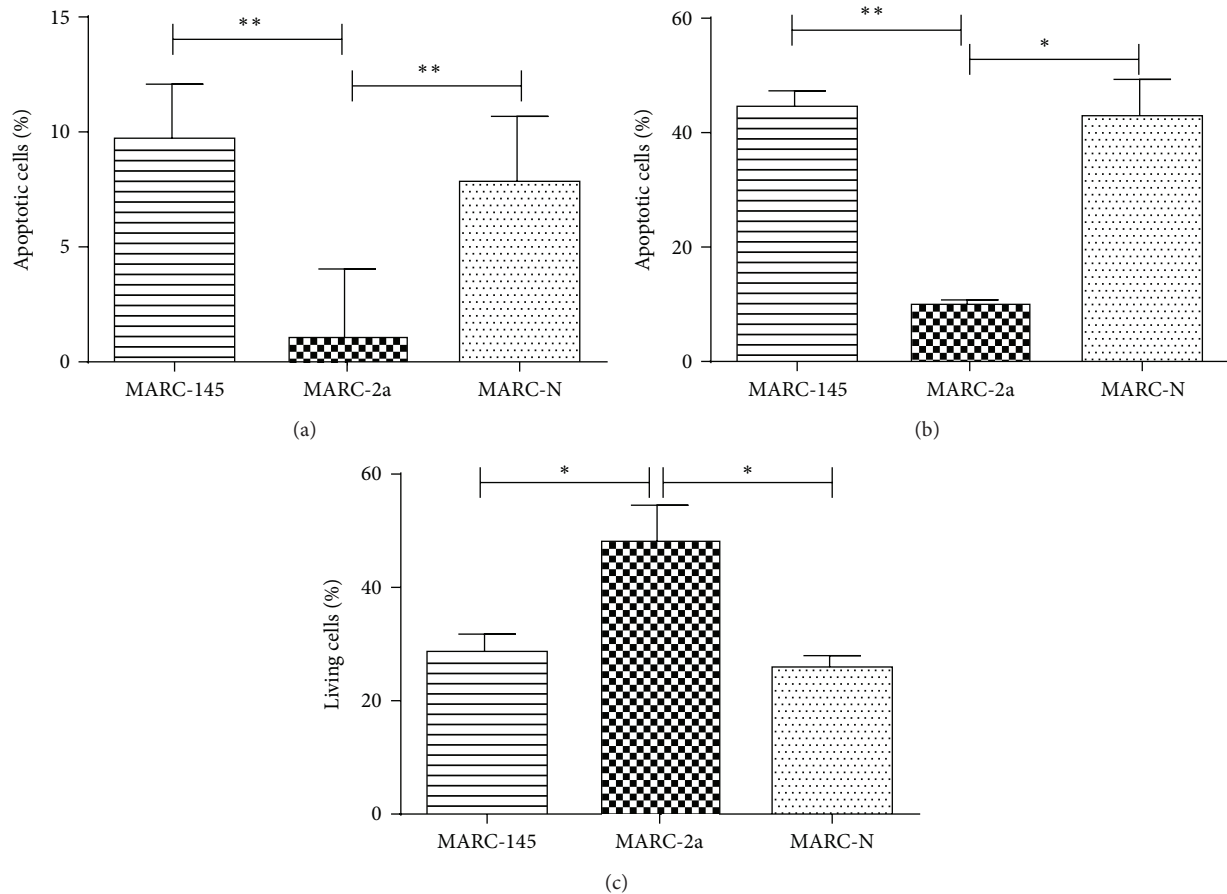 15
10
5
0
Apoptotic cells (%)
**
**
MARC-145 MARC-2a MARC-N
(a)
60
40
20
0
Apoptotic cells (%)
**
*
MARC-145 MARC-2a MARC-N
(b)
60
40
20
0
Living cells (%)
*
*
MARC-145 MARC-2a MARC-N
(c)